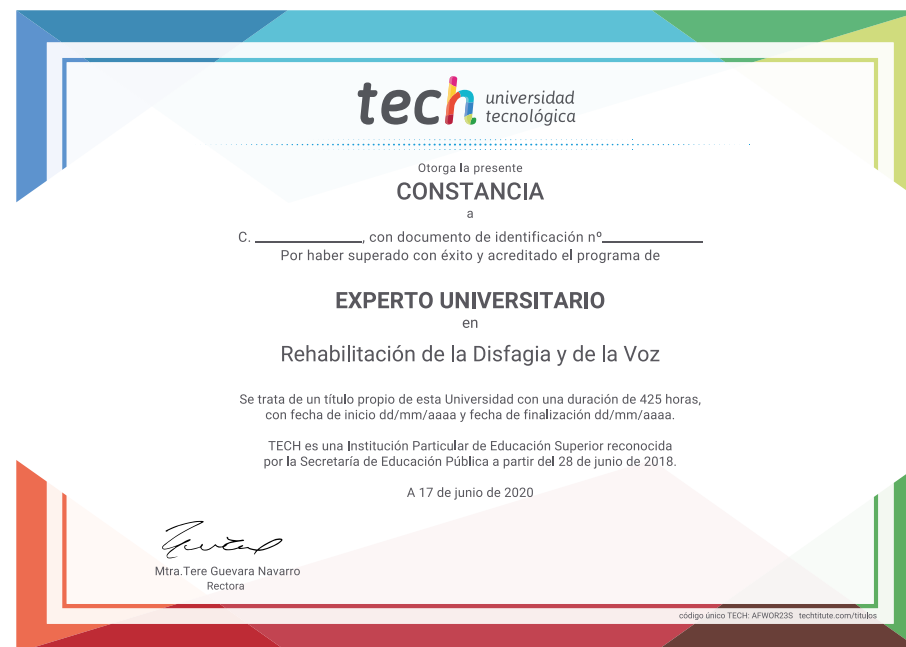 tech universidad
tecnológica
Otorga la presente
CONSTANCIA
a
C. ____________, con documento de identificación nº____________
Por haber superado con éxito y acreditado el programa de
EXPERTO UNIVERSITARIO
en
Rehabilitación de la Disfagia y de la Voz
Se trata de un título propio de esta Universidad con una duración de 425 horas,
con fecha de inicio dd/mm/aaaa y fecha de finalización dd/mm/aaaa.
TECH es una Institución Particular de Educación Superior reconocida
por la Secretaría de Educación Pública a partir del 28 de junio de 2018.
A 17 de junio de 2020
Mtra.Tere Guevara Navarro
Rectora
código único TECH: AFWOR23S techtitute.com/titulos